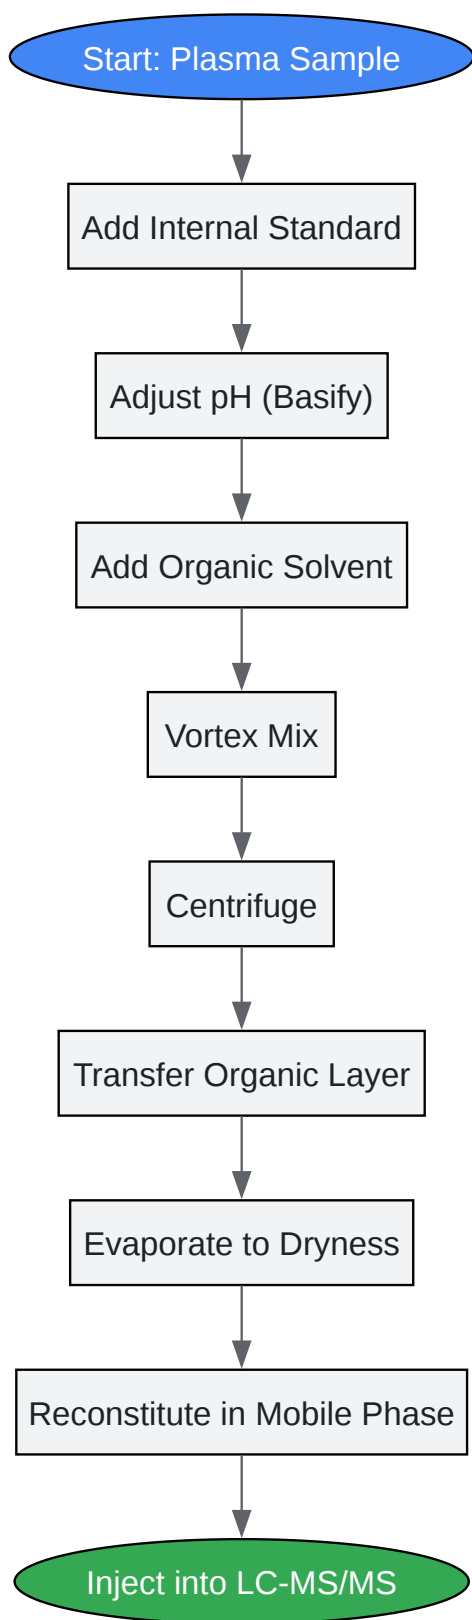 Start: Plasma Sample
Add Internal Standard
Adjust pH (Basify)
Add Organic Solvent
Vortex Mix
Centrifuge
Transfer Organic Layer
Evaporate to Dryness
Reconstitute in Mobile Phase
Inject into LC-MS/MS